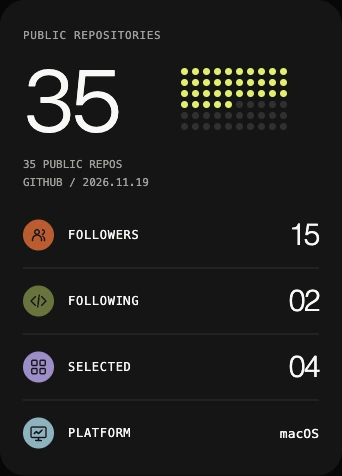 PUBLIC REPOSITORIES
35
35 PUBLIC REPOS
GITHUB / 2026.11.19
FOLLOWERS 15
FOLLOWING 02
SELECTED 04
PLATFORM macOS